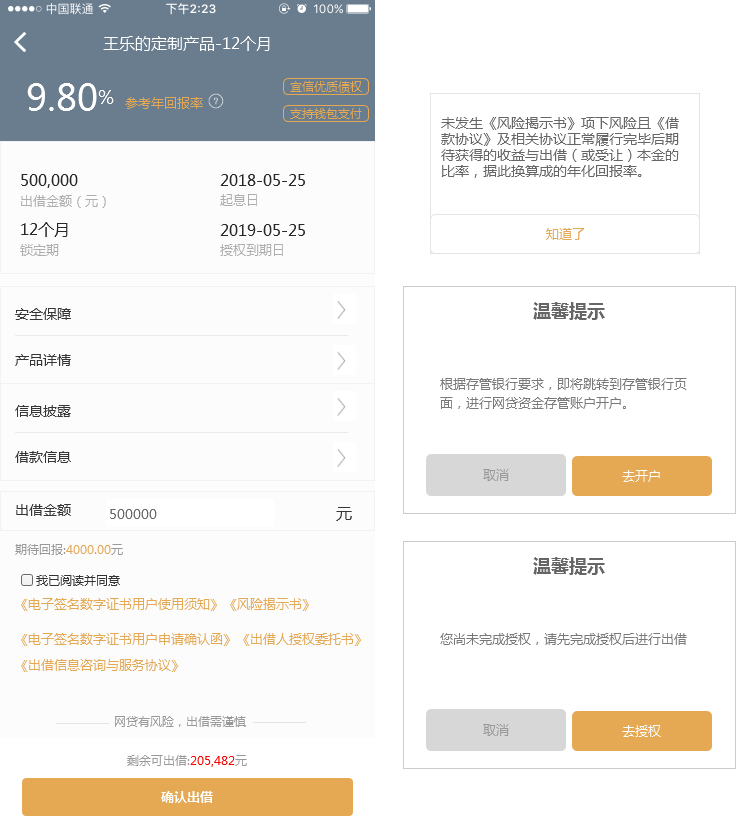 中国联通 下午2:23 100%
王乐的定制产品-12个月
9.80% 参考年回报率 ?
宜信优质债权
支持钱包支付
500,000 2018-05-25
出借金额（元） 起息日
12个月 2019-05-25
锁定期 授权到期日
安全保障
产品详情
信息披露
借款信息
出借金额 500000 元
期待回报:4000.00元
我已阅读并同意
《电子签名数字证书用户使用须知》《风险揭示书》
《电子签名数字证书用户申请确认函》《出借人授权委托书》
《出借信息咨询与服务协议》
网贷有风险，出借需谨慎
剩余可出借:205,482元
确认出借
未发生《风险揭示书》项下风险且《借
款协议》及相关协议正常履行完毕后期
待获得的收益与出借（或受让）本金的
比率，据此换算成的年化回报率。
知道了
温馨提示
根据存管银行要求，即将跳转到存管银行页
面，进行网贷资金存管账户开户。
取消 去开户
温馨提示
您尚未完成授权，请先完成授权后进行出借
取消 去授权